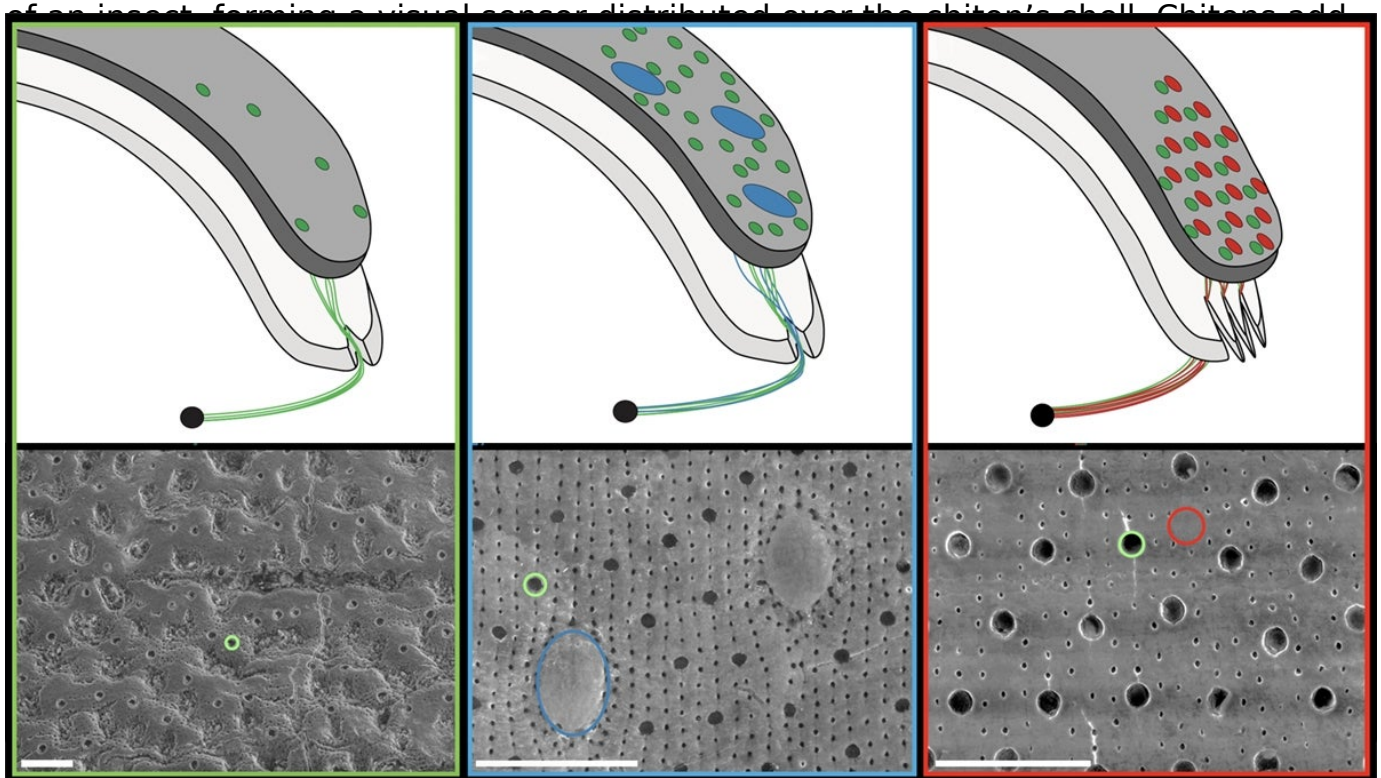 of an insect, forming a visual sensor distributed over the chiton's shell. Chitons add